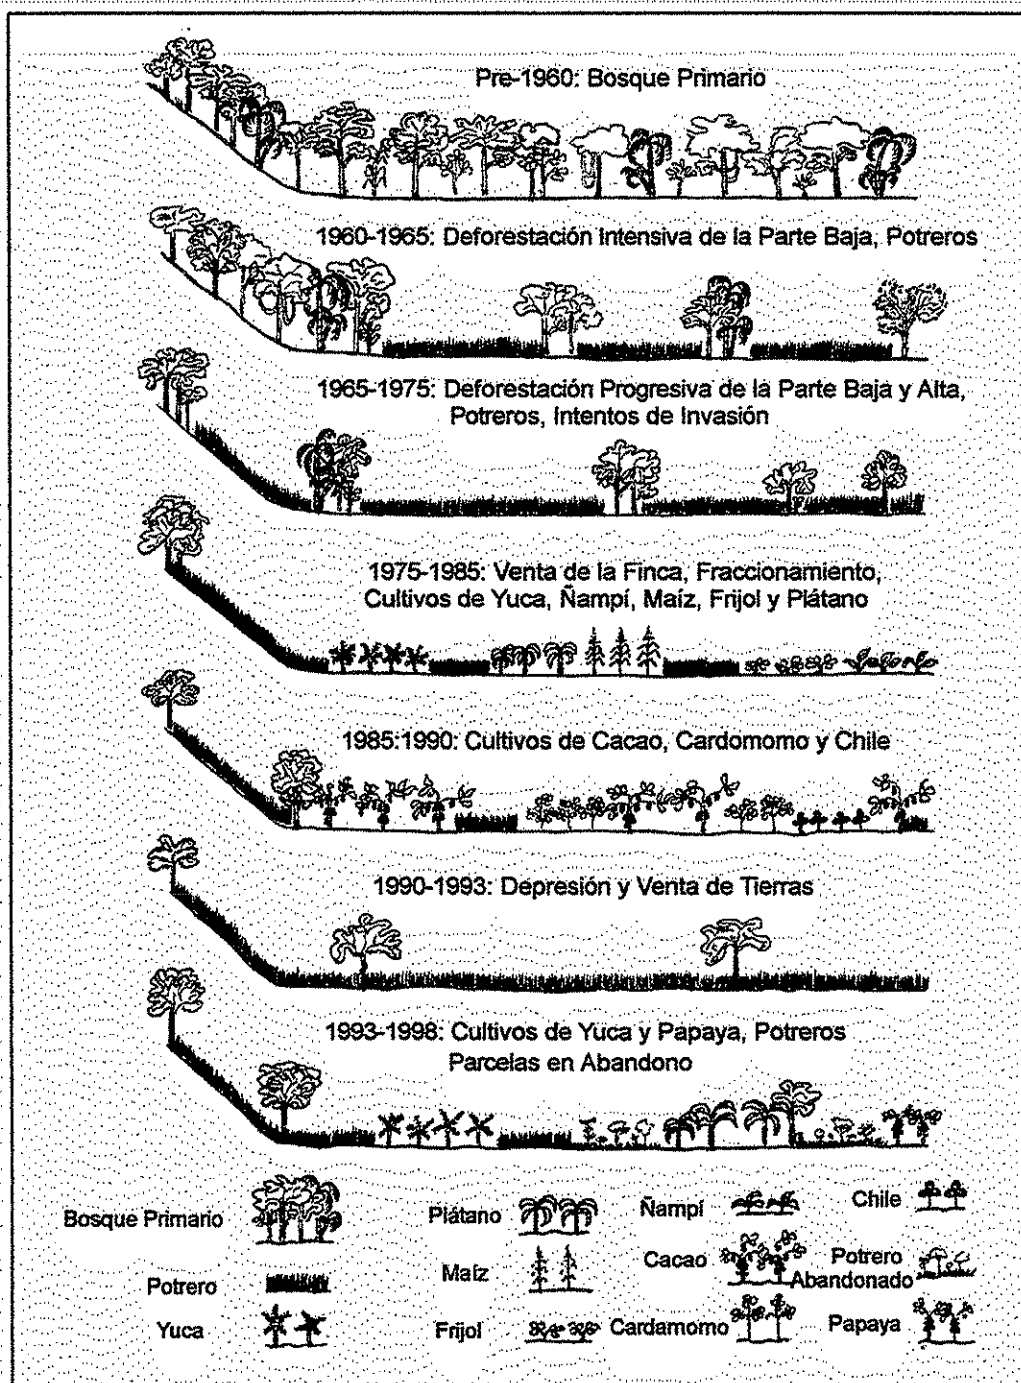 Pre-1960: Bosque Primario
1960-1965: Deforestación Intensiva de la Parte Baja, Potreros
1965-1975: Deforestación Progresiva de la Parte Baja y Alta,
Potreros, Intentos de Invasión
1975-1985: Venta de la Finca, Fraccionamiento,
Cultivos de Yuca, Ñampí, Maíz, Frijol y Plátano
1985:1990: Cultivos de Cacao, Cardomomo y Chile
1990-1993: Depresión y Venta de Tierras
1993-1998: Cultivos de Yuca y Papaya, Potreros
Parcelas en Abandono
Bosque Primario
Plátano
Ñampí
Chile
Potrero
Maíz
Cacao
Potrero
Abandonado
Yuca
Frijol
Cardamomo
Papaya